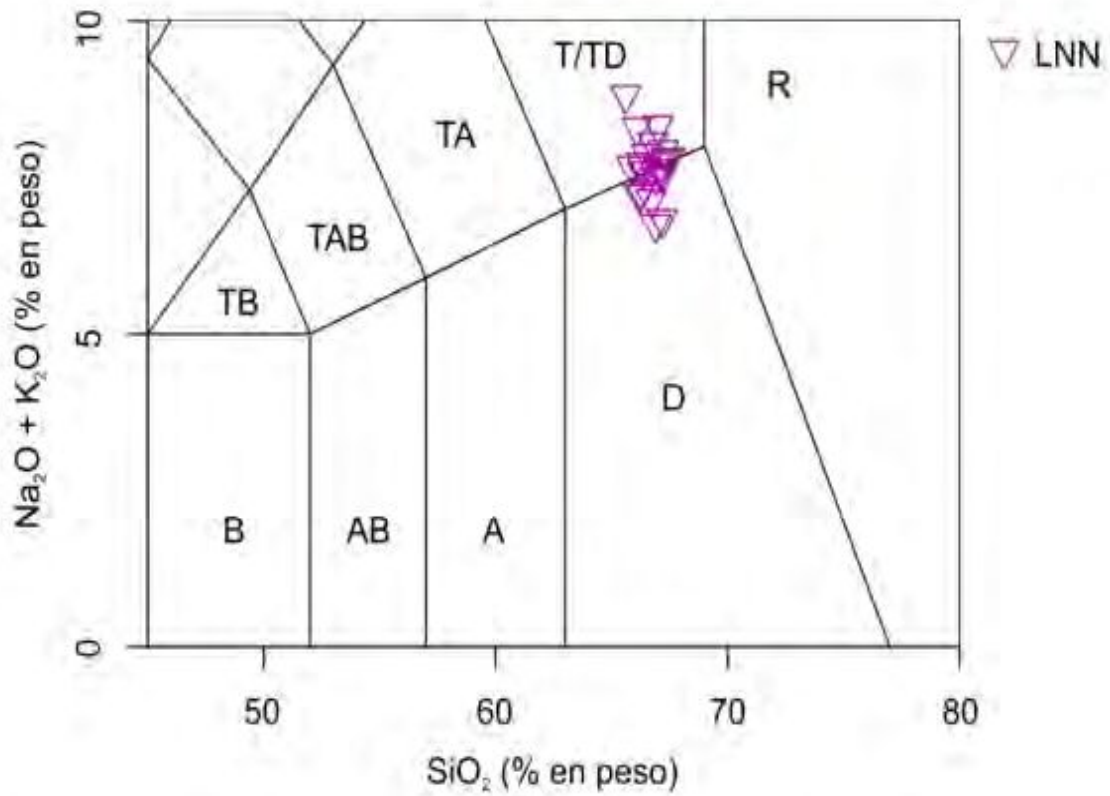 10
5
0
Na₂O + K₂O (% en peso)
T/TD
R
TA
TAB
TB
D
B
AB
A
LNN
50
60
70
80
SiO₂ (% en peso)